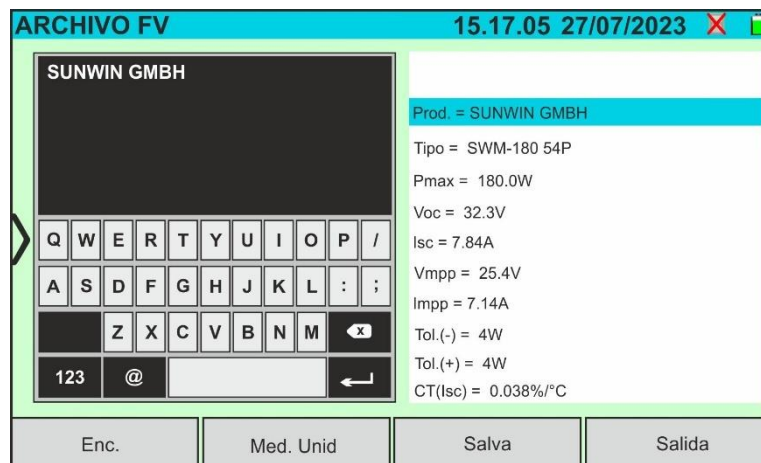 ARCHIVO FV 15.17.05 27/07/2023
SUNWIN GMBH
Q W E R T Y U I O P /
A S D F G H J K L : ;
Z X C V B N M
123 @
Prod. = SUNWIN GMBH
Tipo = SWM-180 54P
Pmax = 180.0W
Voc = 32.3V
Isc = 7.84A
Vmpp = 25.4V
Impp = 7.14A
Tol.(-) = 4W
Tol.(+) = 4W
CT(Isc) = 0.038%/°C
Enc. Med. Unid Salva Salida